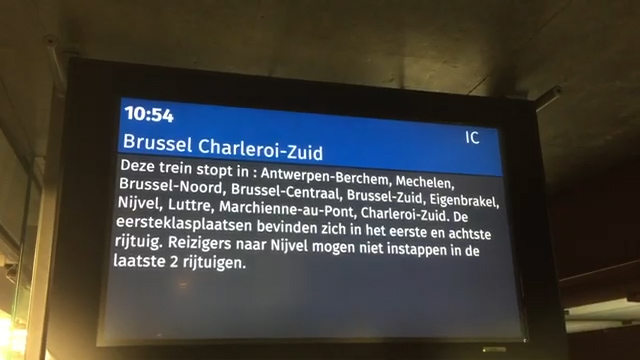 10:54
IC
Brussel Charleroi-Zuid
Deze trein stopt in : Antwerpen-Berchem, Mechelen,
Brussel-Noord, Brussel-Centraal, Brussel-Zuid, Eigenbrakel,
Nijvel, Luttre, Marchienne-au-Pont, Charleroi-Zuid. De
eersteklasplaatsen bevinden zich in het eerste en achtste
rijtuig. Reizigers naar Nijvel mogen niet instappen in de
laatste 2 rijtuigen.